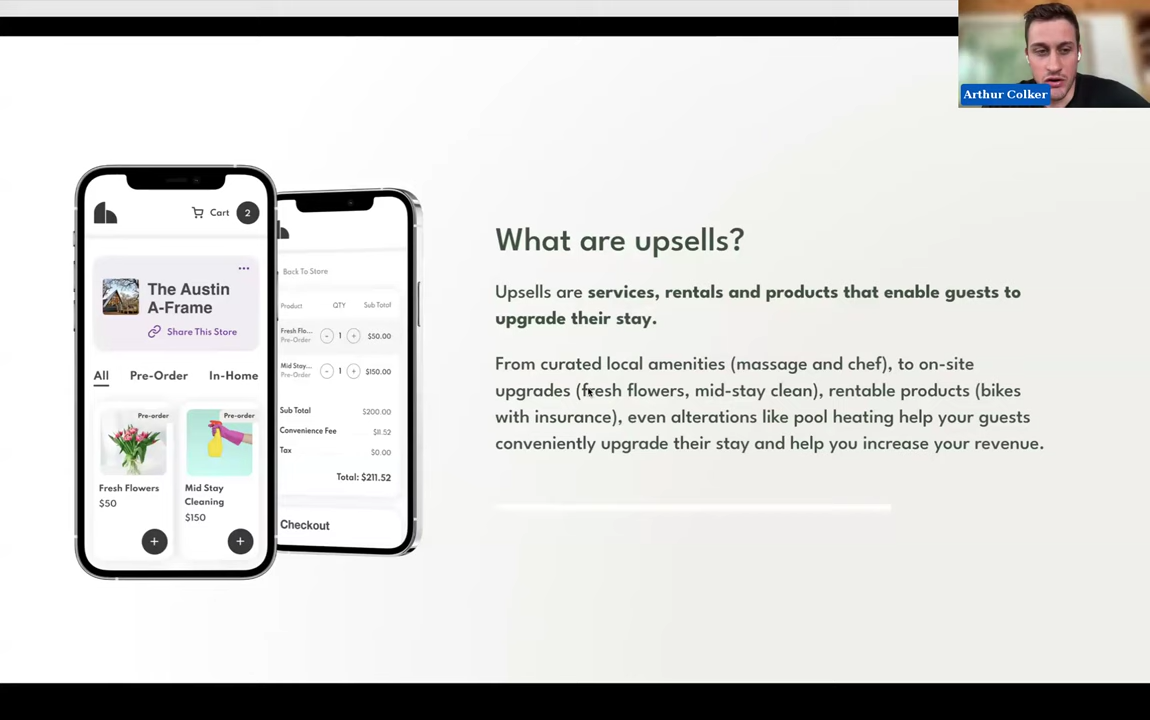 Arthur Colker
Cart 2
The Austin
A-Frame
Share This Store
All Pre-Order In-Home
Pre-order
Pre-order
Fresh Flowers
$50
Mid Stay
Cleaning
$150
Back To Store
Product QTY Sub Total
Fresh Flo... - 1 + $50.00
Pre-Order
Mid Stay... - 1 + $150.00
Pre-Order
Sub Total $200.00
Convenience Fee $11.52
Tax $0.00
Total: $211.52
Checkout
What are upsells?
Upsells are services, rentals and products that enable guests to
upgrade their stay.
From curated local amenities (massage and chef), to on-site
upgrades (fresh flowers, mid-stay clean), rentable products (bikes
with insurance), even alterations like pool heating help your guests
conveniently upgrade their stay and help you increase your revenue.